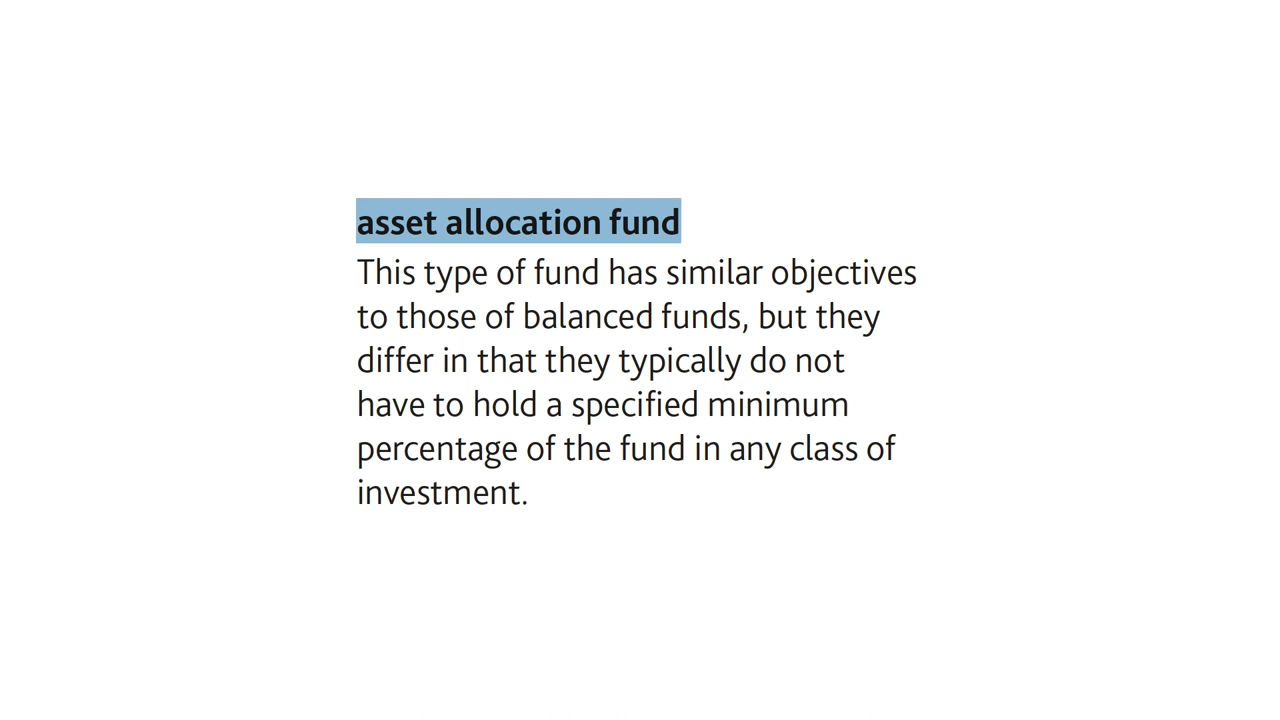 asset allocation fund
This type of fund has similar objectives
to those of balanced funds, but they
differ in that they typically do not
have to hold a specified minimum
percentage of the fund in any class of
investment.